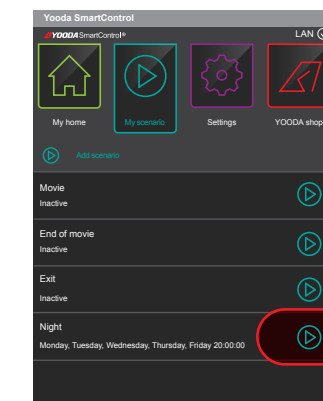 Yooda SmartControl
YOODA SmartControl®
LAN
My home
My scenario
Settings
YOODA shop
Add scenario
Movie
Inactive
End of movie
Inactive
Exit
Inactive
Night
Monday, Tuesday, Wednesday, Thursday, Friday 20:00:00